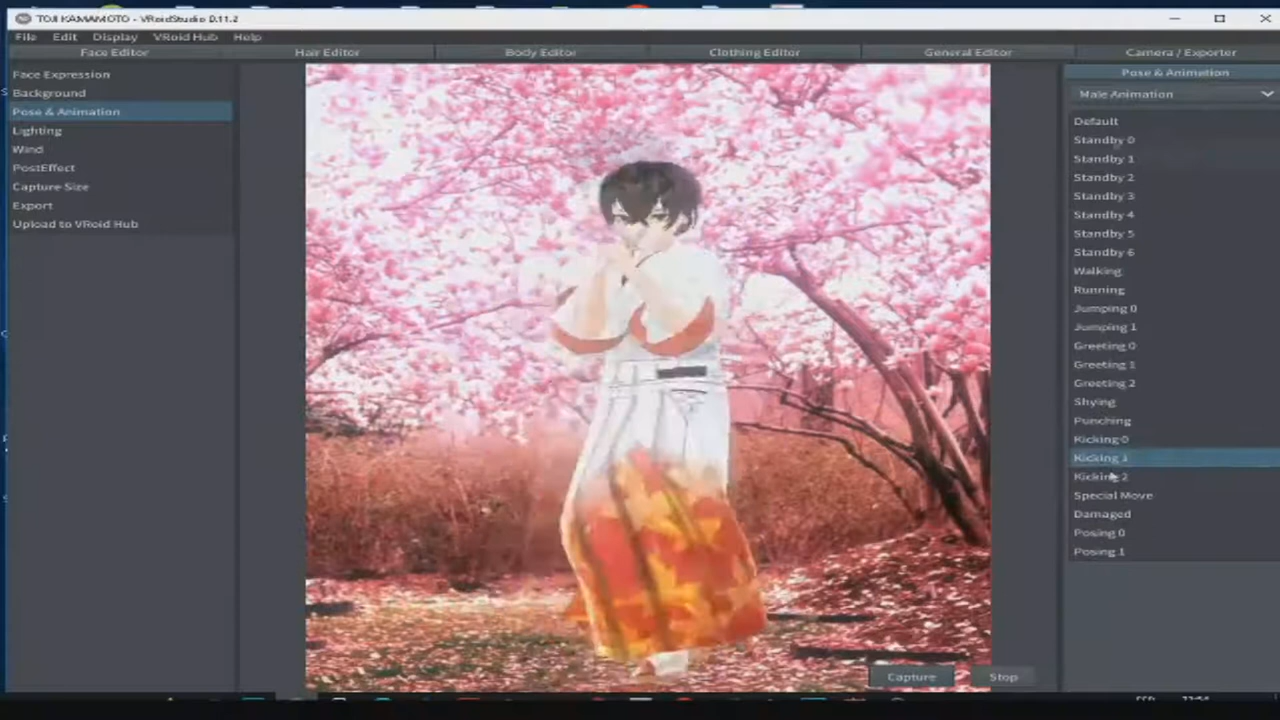 TOJI KAMAMOTO - VRoidStudio 0.11.2
File Edit Display VRoid Hub Help
Face Editor Hair Editor Body Editor Clothing Editor General Editor Camera / Exporter
Face Expression
Background
Pose & Animation
Lighting
Wind
PostEffect
Capture Size
Export
Upload to VRoid Hub
Pose & Animation
Male Animation
Default
Standby 0
Standby 1
Standby 2
Standby 3
Standby 4
Standby 5
Standby 6
Walking
Running
Jumping 0
Jumping 1
Greeting 0
Greeting 1
Greeting 2
Shying
Punching
Kicking 0
Kicking 1
Kicking 2
Special Move
Damaged
Posing 0
Posing 1
Capture Stop